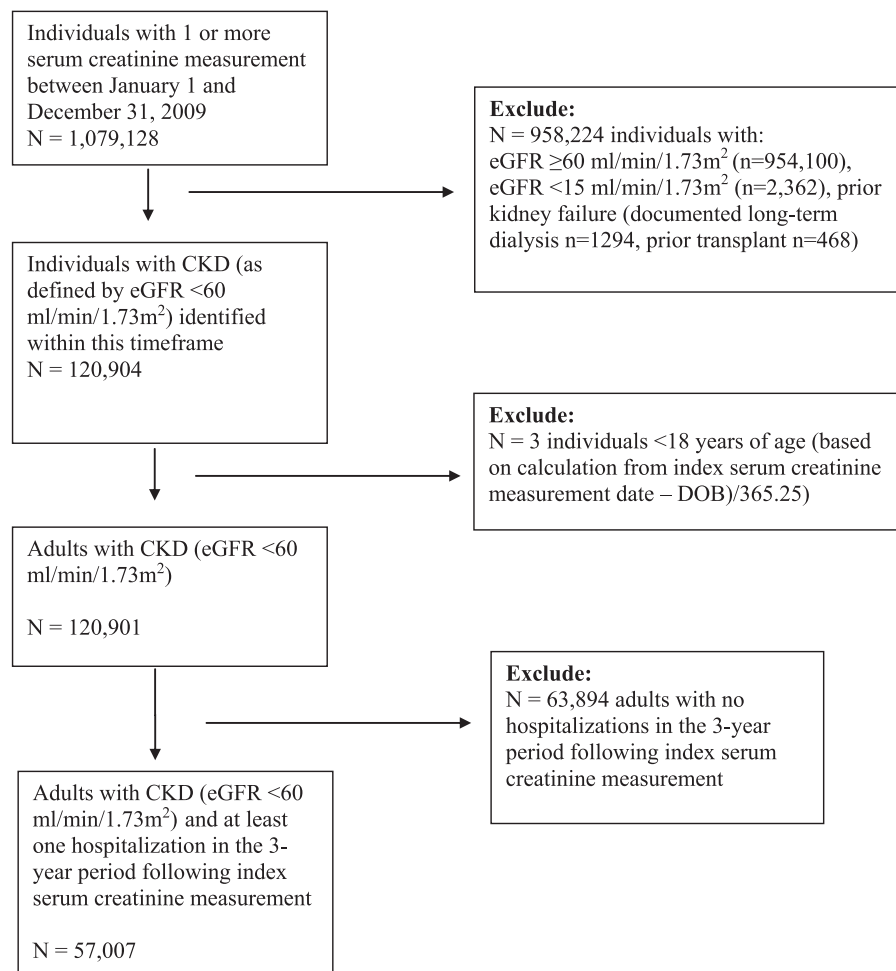 Individuals with 1 or more
serum creatinine measurement
between January 1 and
December 31, 2009
N = 1,079,128
Exclude:
N = 958,224 individuals with:
eGFR ≥60 ml/min/1.73m² (n=954,100),
eGFR <15 ml/min/1.73m² (n=2,362), prior
kidney failure (documented long-term
dialysis n=1294, prior transplant n=468)
Individuals with CKD (as
defined by eGFR <60
ml/min/1.73m²) identified
within this timeframe
N = 120,904
Exclude:
N = 3 individuals <18 years of age (based
on calculation from index serum creatinine
measurement date – DOB)/365.25)
Adults with CKD (eGFR <60
ml/min/1.73m²)
N = 120,901
Exclude:
N = 63,894 adults with no
hospitalizations in the 3-year
period following index serum
creatinine measurement
Adults with CKD (eGFR <60
ml/min/1.73m²) and at least
one hospitalization in the 3-
year period following index
serum creatinine measurement
N = 57,007